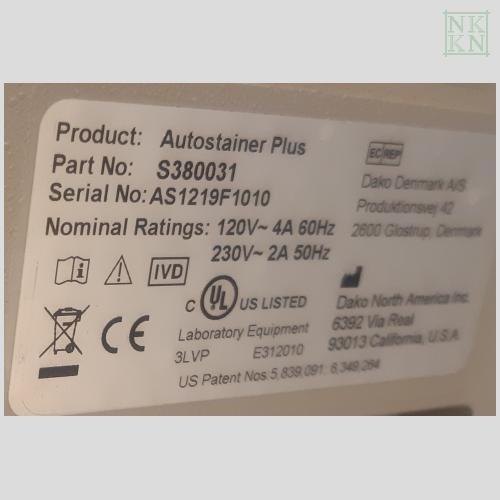 NK
KN
Product: Autostainer Plus
Part No: S380031
Serial No: AS1219F1010
Nominal Ratings: 120V~ 4A 60Hz
230V~ 2A 50Hz
EC REP
Dako Denmark A/S
Produktionsvej 42
2600 Glostrup, Denmark
i
IVD
C UL US LISTED
Laboratory Equipment
3LVP E312010
US Patent Nos. 5,839,091; 6,349,264
CE
Dako North America Inc.
6392 Via Real
93013 California, U.S.A.